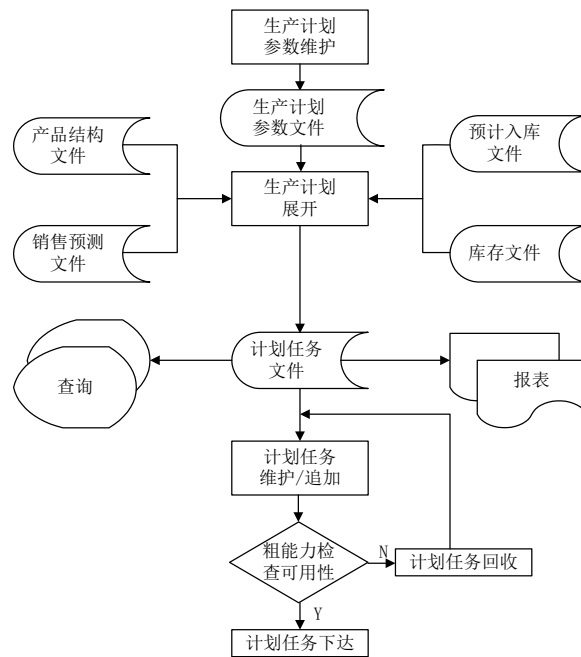 生产计划
参数维护
生产计划
参数文件
产品结构
文件
预计入库
文件
生产计划
展开
销售预测
文件
库存文件
计划任务
文件
查询
报表
计划任务
维护/追加
粗能力检
查可用性
N
计划任务回收
Y
计划任务下达